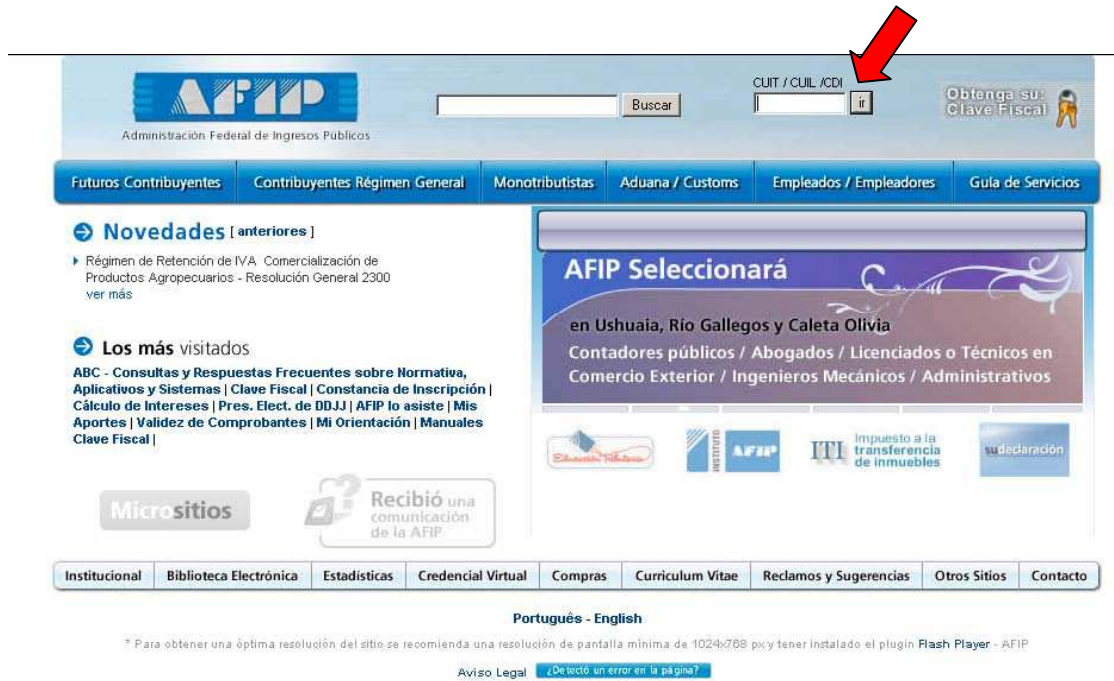 AFIP
Administración Federal de Ingresos Públicos
Buscar
CUIT / CUIL /CDI
ir
Obtenga su:
Clave Fiscal
Futuros Contribuyentes
Contribuyentes Régimen General
Monotributistas
Aduana / Customs
Empleados / Empleadores
Guía de Servicios
Novedades [ anteriores ]
Régimen de Retención de IVA Comercialización de
Productos Agropecuarios - Resolución General 2300
ver más
Los más visitados
ABC - Consultas y Respuestas Frecuentes sobre Normativa,
Aplicativos y Sistemas | Clave Fiscal | Constancia de Inscripción |
Cálculo de Intereses | Pres. Elect. de DDJJ | AFIP lo asiste | Mis
Aportes | Validez de Comprobantes | Mi Orientación | Manuales
Clave Fiscal |
Micrositios
Recibió una
comunicación
de la AFIP
AFIP Seleccionará
en Ushuaia, Río Gallegos y Caleta Olivia
Contadores públicos / Abogados / Licenciados o Técnicos en
Comercio Exterior / Ingenieros Mecánicos / Administrativos
Educación Tributaria
INSTITUTO
AFIP
ITI
Impuesto a la
transferencia
de inmuebles
sudeclaración
Institucional
Biblioteca Electrónica
Estadísticas
Credencial Virtual
Compras
Curriculum Vitae
Reclamos y Sugerencias
Otros Sitios
Contacto
Português - English
* Para obtener una óptima resolución del sitio se recomienda una resolución de pantalla mínima de 1024x768 px y tener instalado el plugin Flash Player - AFIP
Aviso Legal
¿Detectó un error en la página?